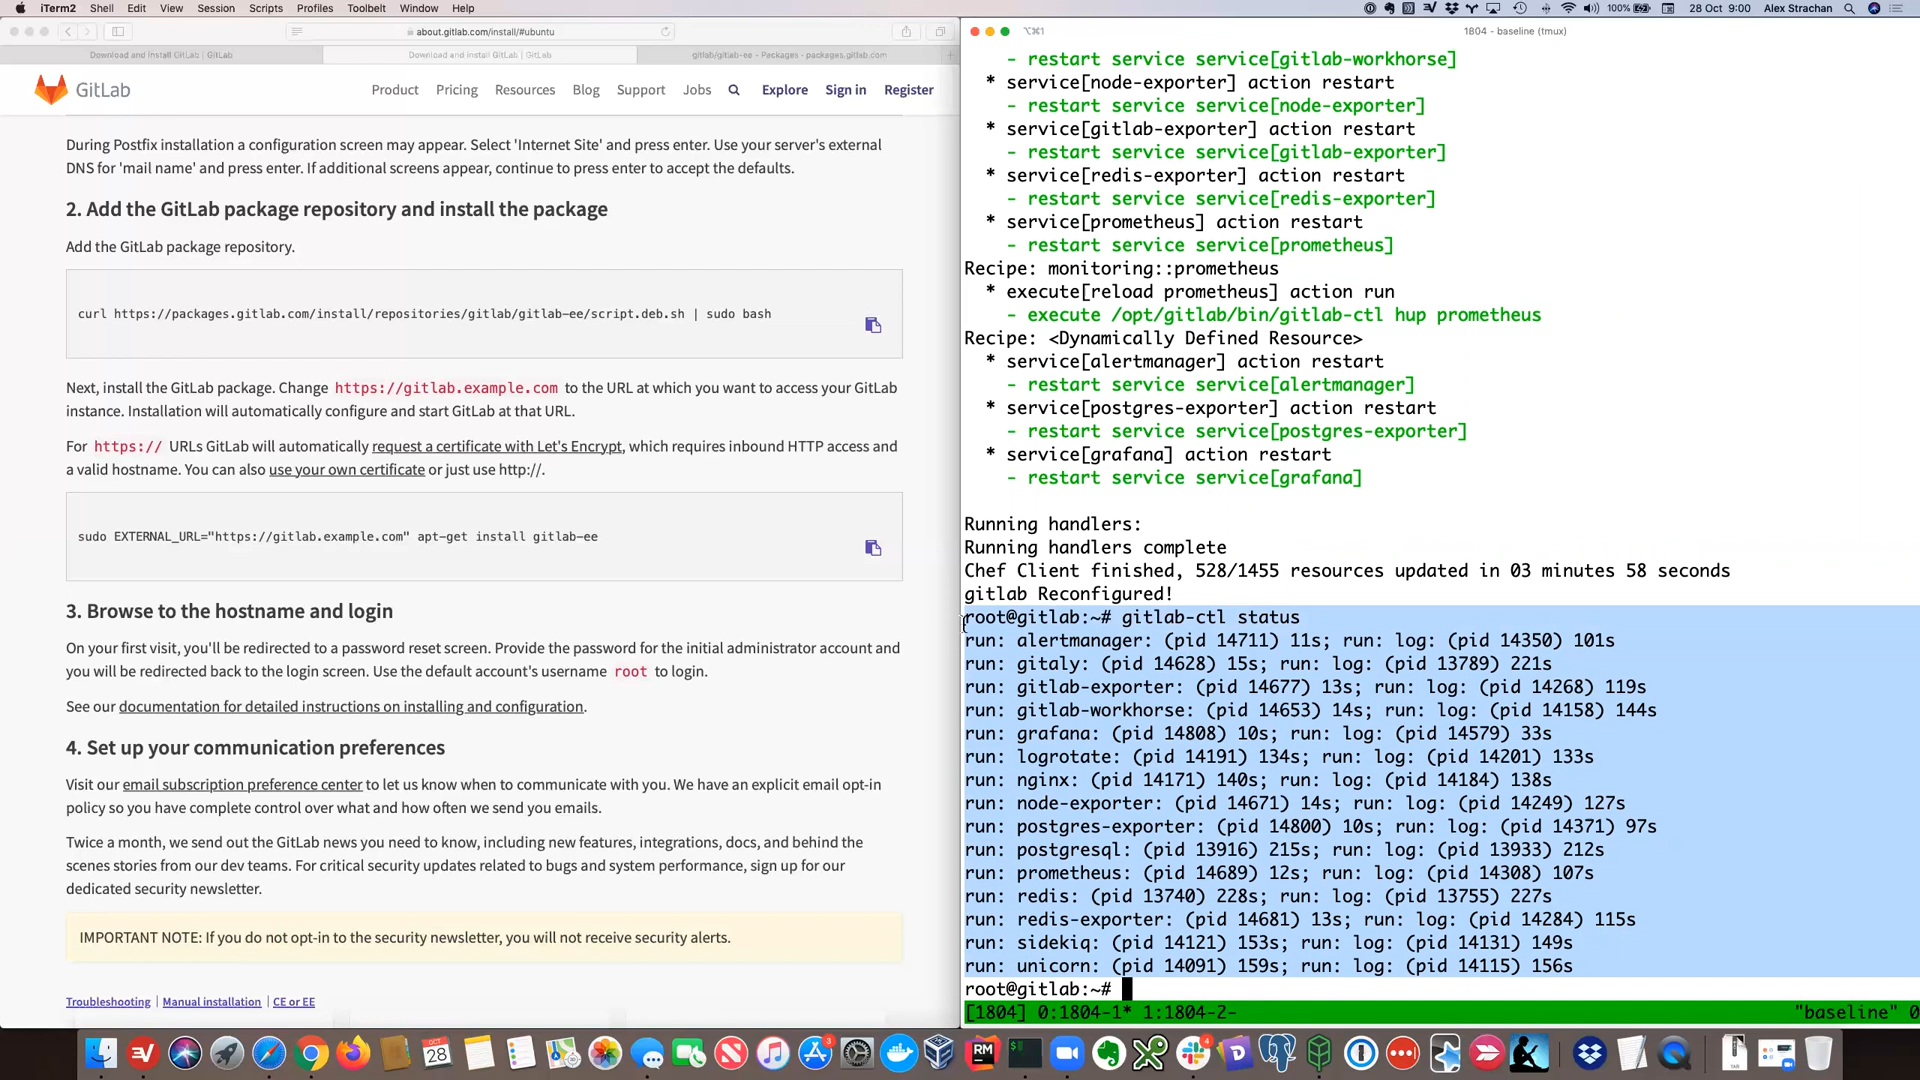 iTerm2 Shell Edit View Session Scripts Profiles Toolbelt Window Help
100% 28 Oct 9:00 Alex Strachan
about.gitlab.com/install/#ubuntu
Download and install GitLab | GitLab
Download and install GitLab | GitLab
gitlab/gitlab-ee - Packages · packages.gitlab.com
GitLab
Product Pricing Resources Blog Support Jobs Explore Sign in Register
During Postfix installation a configuration screen may appear. Select 'Internet Site' and press enter. Use your server's external
DNS for 'mail name' and press enter. If additional screens appear, continue to press enter to accept the defaults.
2. Add the GitLab package repository and install the package
Add the GitLab package repository.
curl https://packages.gitlab.com/install/repositories/gitlab/gitlab-ee/script.deb.sh | sudo bash
Next, install the GitLab package. Change https://gitlab.example.com to the URL at which you want to access your GitLab
instance. Installation will automatically configure and start GitLab at that URL.
For https:// URLs GitLab will automatically request a certificate with Let's Encrypt, which requires inbound HTTP access and
a valid hostname. You can also use your own certificate or just use http://.
sudo EXTERNAL_URL="https://gitlab.example.com" apt-get install gitlab-ee
3. Browse to the hostname and login
On your first visit, you'll be redirected to a password reset screen. Provide the password for the initial administrator account and
you will be redirected back to the login screen. Use the default account's username root to login.
See our documentation for detailed instructions on installing and configuration.
4. Set up your communication preferences
Visit our email subscription preference center to let us know when to communicate with you. We have an explicit email opt-in
policy so you have complete control over what and how often we send you emails.
Twice a month, we send out the GitLab news you need to know, including new features, integrations, docs, and behind the
scenes stories from our dev teams. For critical security updates related to bugs and system performance, sign up for our
dedicated security newsletter.
IMPORTANT NOTE: If you do not opt-in to the security newsletter, you will not receive security alerts.
Troubleshooting | Manual installation | CE or EE
⌥⌘1
1804 - baseline (tmux)
- restart service service[gitlab-workhorse]
* service[node-exporter] action restart
- restart service service[node-exporter]
* service[gitlab-exporter] action restart
- restart service service[gitlab-exporter]
* service[redis-exporter] action restart
- restart service service[redis-exporter]
* service[prometheus] action restart
- restart service service[prometheus]
Recipe: monitoring::prometheus
* execute[reload prometheus] action run
- execute /opt/gitlab/bin/gitlab-ctl hup prometheus
Recipe: <Dynamically Defined Resource>
* service[alertmanager] action restart
- restart service service[alertmanager]
* service[postgres-exporter] action restart
- restart service service[postgres-exporter]
* service[grafana] action restart
- restart service service[grafana]
Running handlers:
Running handlers complete
Chef Client finished, 528/1455 resources updated in 03 minutes 58 seconds
gitlab Reconfigured!
root@gitlab:~# gitlab-ctl status
run: alertmanager: (pid 14711) 11s; run: log: (pid 14350) 101s
run: gitaly: (pid 14628) 15s; run: log: (pid 13789) 221s
run: gitlab-exporter: (pid 14677) 13s; run: log: (pid 14268) 119s
run: gitlab-workhorse: (pid 14653) 14s; run: log: (pid 14158) 144s
run: grafana: (pid 14808) 10s; run: log: (pid 14579) 33s
run: logrotate: (pid 14191) 134s; run: log: (pid 14201) 133s
run: nginx: (pid 14171) 140s; run: log: (pid 14184) 138s
run: node-exporter: (pid 14671) 14s; run: log: (pid 14249) 127s
run: postgres-exporter: (pid 14800) 10s; run: log: (pid 14371) 97s
run: postgresql: (pid 13916) 215s; run: log: (pid 13933) 212s
run: prometheus: (pid 14689) 12s; run: log: (pid 14308) 107s
run: redis: (pid 13740) 228s; run: log: (pid 13755) 227s
run: redis-exporter: (pid 14681) 13s; run: log: (pid 14284) 115s
run: sidekiq: (pid 14121) 153s; run: log: (pid 14131) 149s
run: unicorn: (pid 14091) 159s; run: log: (pid 14115) 156s
root@gitlab:~#
[1804] 0:1804-1* 1:1804-2- "baseline" 0
OCT 28 3 RM 4 D